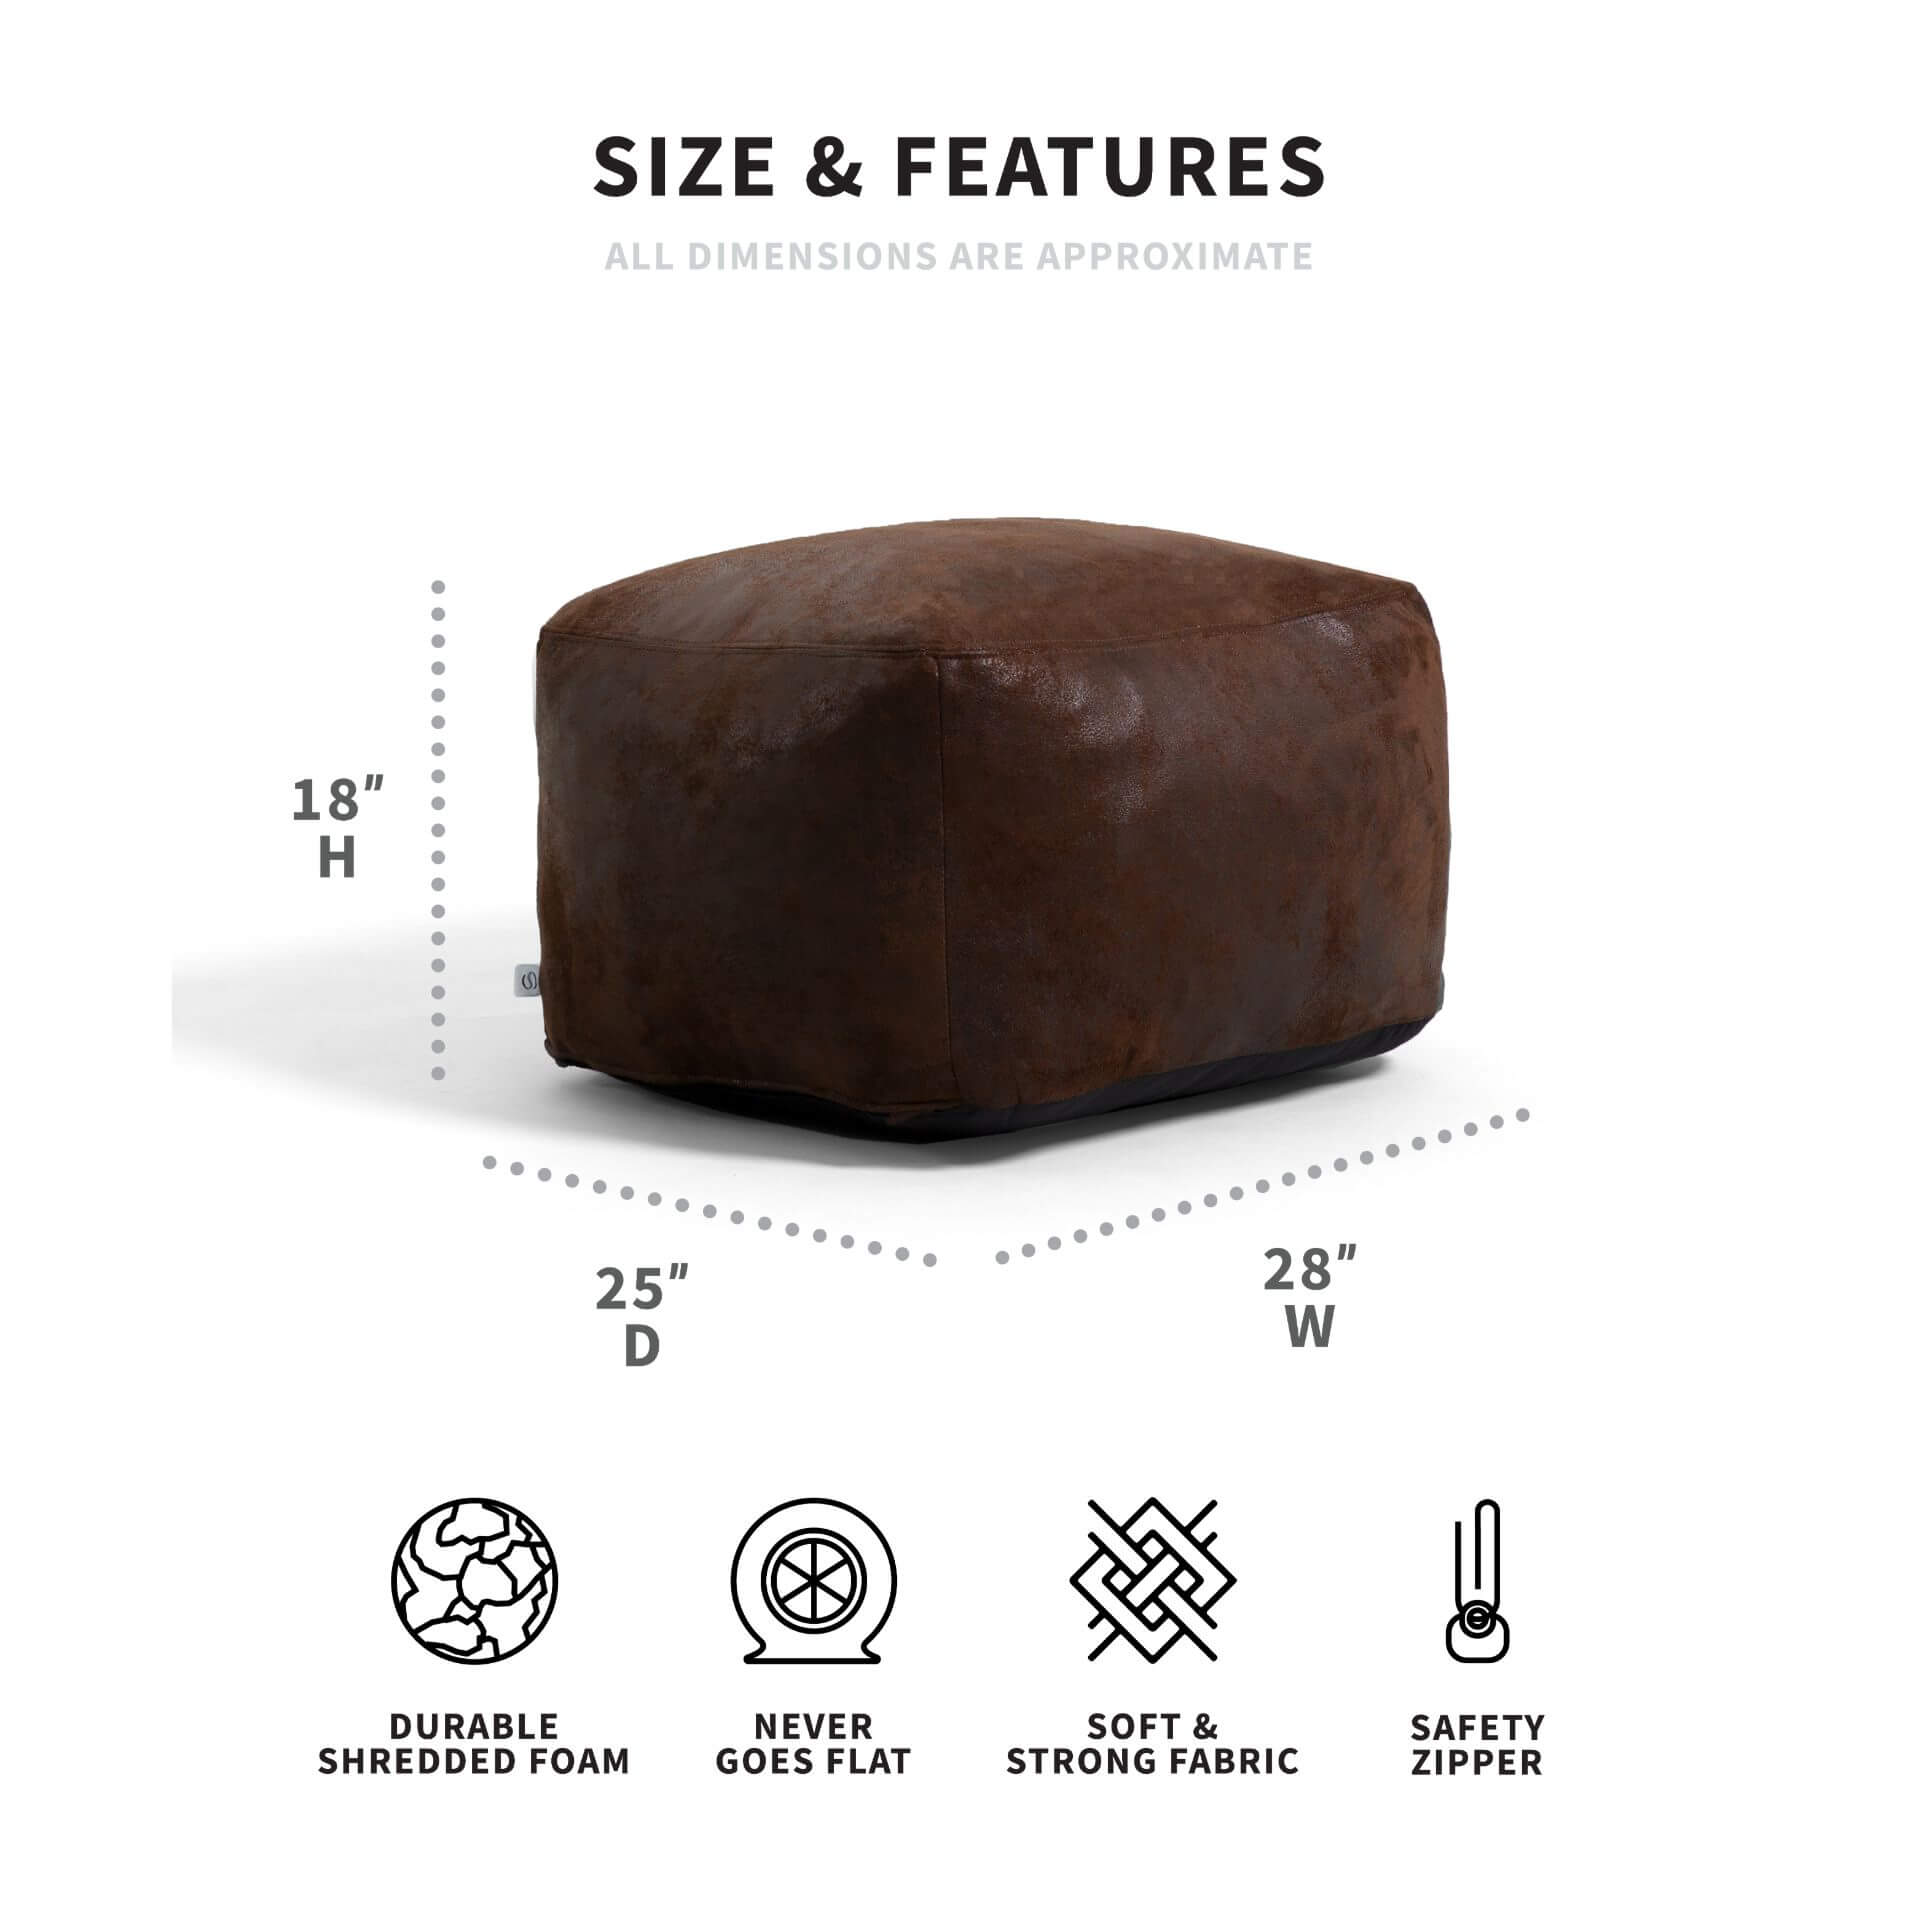 SIZE & FEATURES
ALL DIMENSIONS ARE APPROXIMATE
18"
H
25"
D
28"
W
DURABLE
SHREDDED FOAM
NEVER
GOES FLAT
SOFT &
STRONG FABRIC
SAFETY
ZIPPER